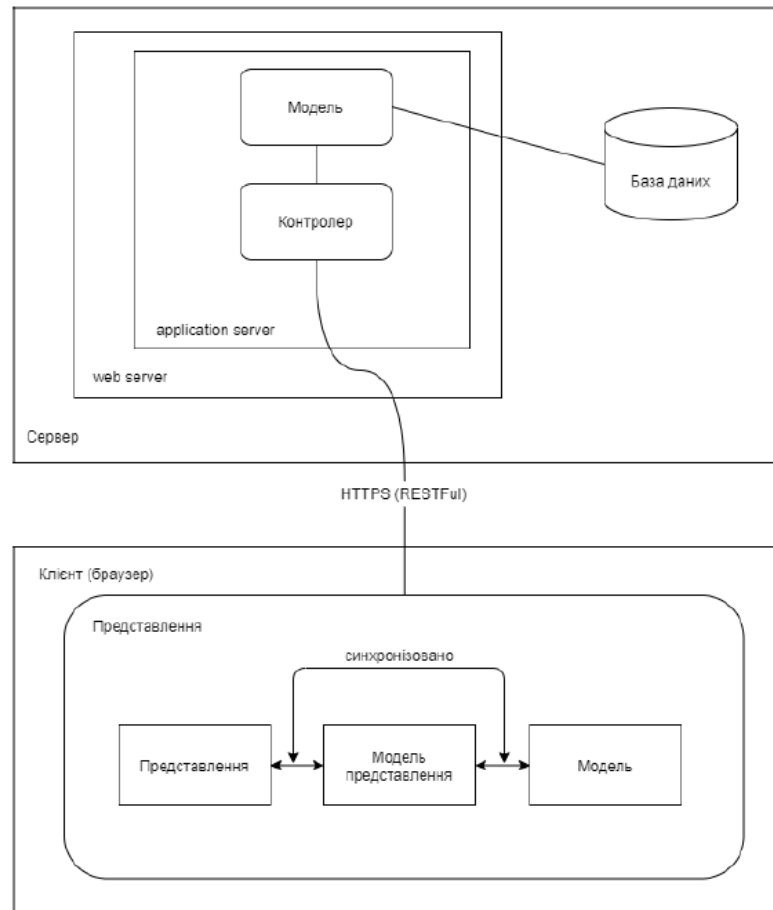 Модель
База даних
Контролер
application server
web server
Сервер
HTTPS (RESTFul)
Клієнт (браузер)
Представлення
синхронізовано
Представлення
Модель
представлення
Модель